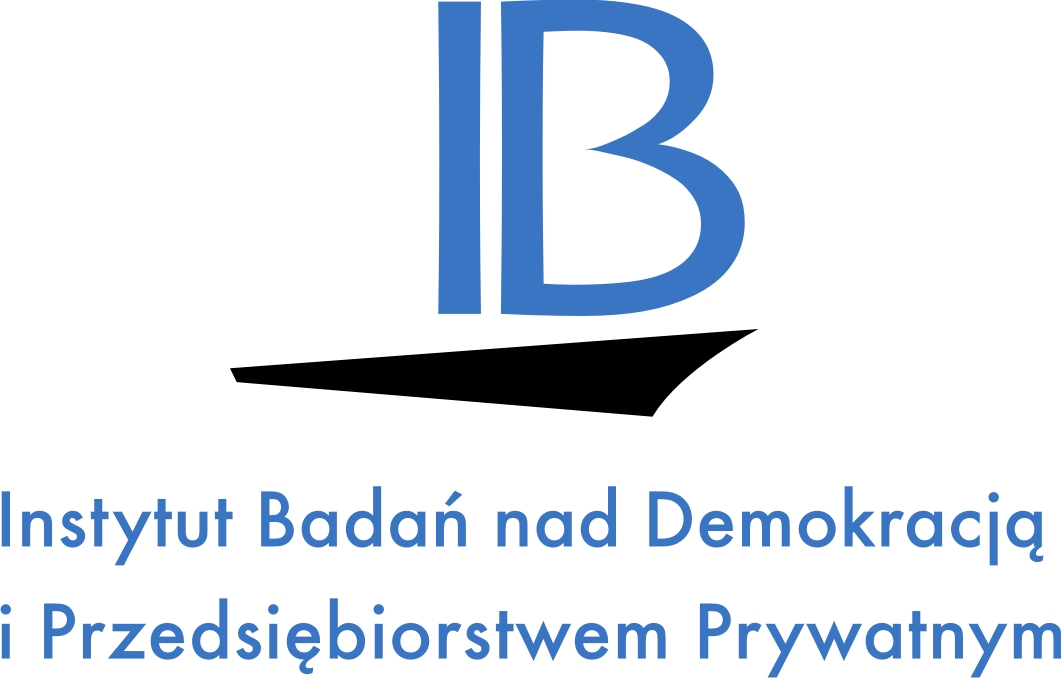 IB
Instytut Badań nad Demokracją
i Przedsiębiorstwem Prywatnym